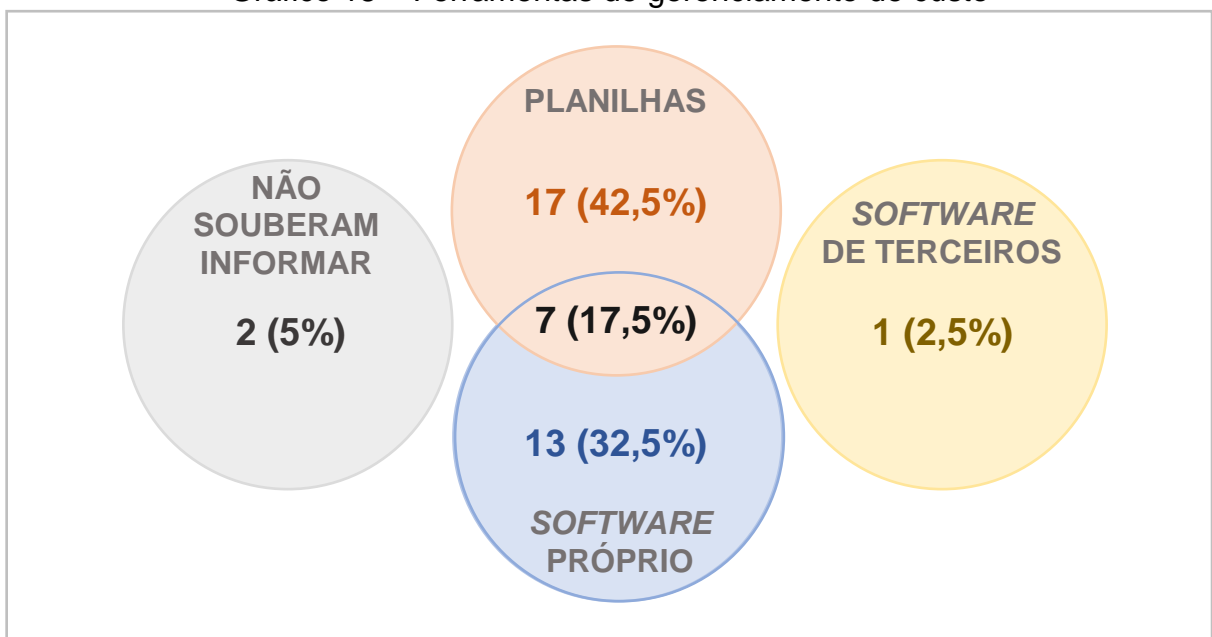 PLANILHAS
17 (42,5%)
NÃO
SOUBERAM
INFORMAR
2 (5%)
SOFTWARE
DE TERCEIROS
1 (2,5%)
7 (17,5%)
13 (32,5%)
SOFTWARE
PRÓPRIO